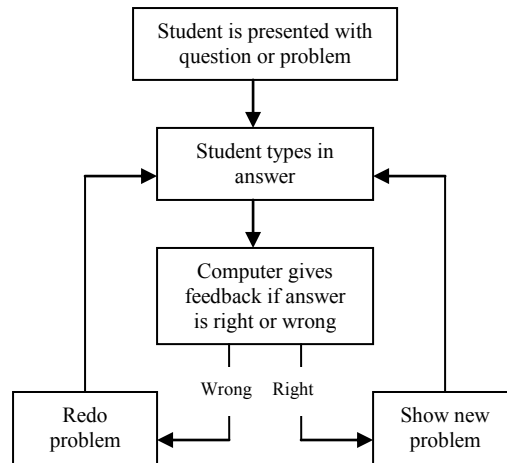 Student is presented with
question or problem
Student types in
answer
Computer gives
feedback if answer
is right or wrong
Wrong
Right
Redo
problem
Show new
problem